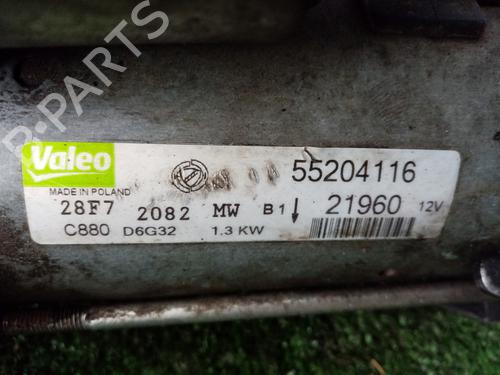 B-PARTS
Valeo
MADE IN POLAND
55204116
28F7 2082 MW B1 21960 12V
C880 D6G32 1.3 KW